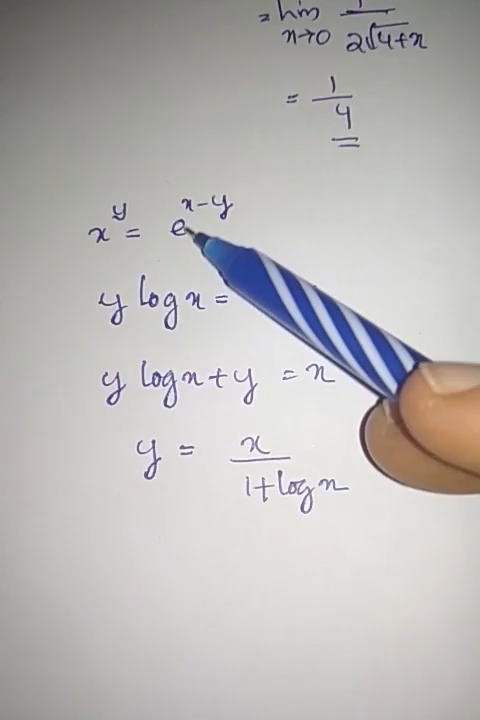 = lim 1/2√4+x
x→0
= 1/4
x^y = e^x-y
y log x =
y log x + y = x
y = x/1+log x